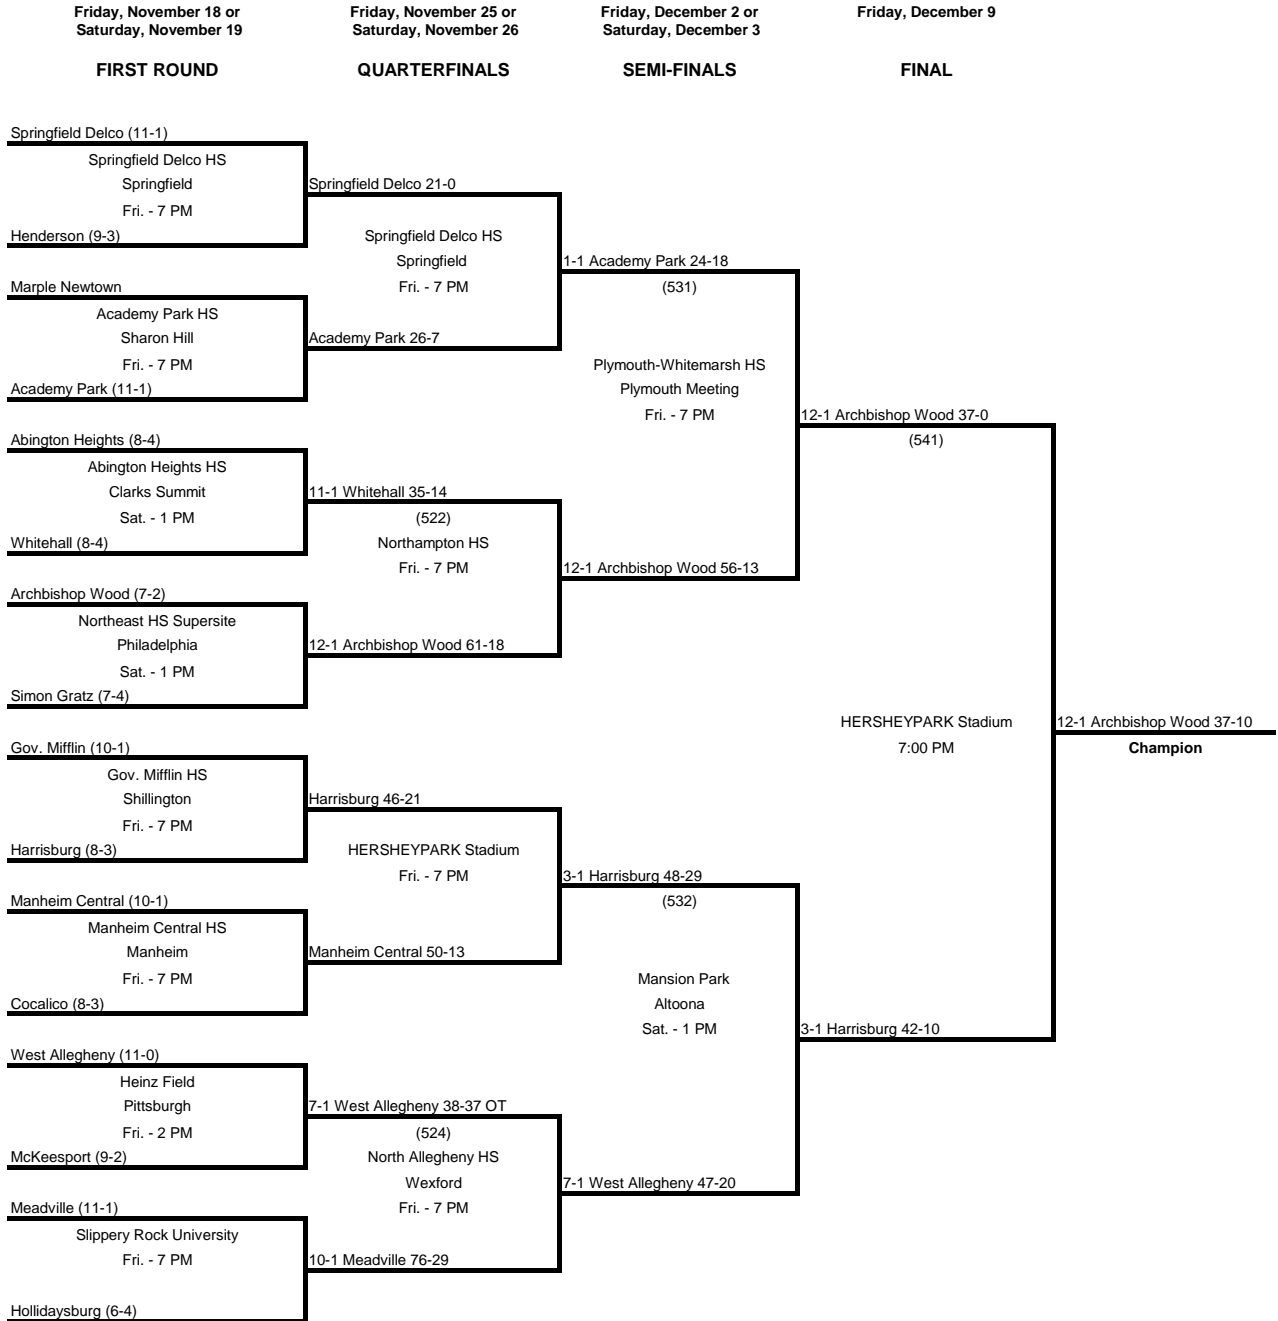 Friday, November 18 or
Saturday, November 19
FIRST ROUND
Friday, November 25 or
Saturday, November 26
QUARTERFINALS
Friday, December 2 or
Saturday, December 3
SEMI-FINALS
Friday, December 9
FINAL
Springfield Delco (11-1)
Springfield Delco HS
Springfield
Fri. - 7 PM
Henderson (9-3)
Marple Newtown
Academy Park HS
Sharon Hill
Fri. - 7 PM
Academy Park (11-1)
Abington Heights (8-4)
Abington Heights HS
Clarks Summit
Sat. - 1 PM
Whitehall (8-4)
Archbishop Wood (7-2)
Northeast HS Supersite
Philadelphia
Sat. - 1 PM
Simon Gratz (7-4)
Gov. Mifflin (10-1)
Gov. Mifflin HS
Shillington
Fri. - 7 PM
Harrisburg (8-3)
Manheim Central (10-1)
Manheim Central HS
Manheim
Fri. - 7 PM
Cocalico (8-3)
West Allegheny (11-0)
Heinz Field
Pittsburgh
Fri. - 2 PM
McKeesport (9-2)
Meadville (11-1)
Slippery Rock University
Fri. - 7 PM
Hollidaysburg (6-4)
Springfield Delco 21-0
Springfield Delco HS
Springfield
Fri. - 7 PM
Academy Park 26-7
11-1 Whitehall 35-14
(522)
Northampton HS
Fri. - 7 PM
12-1 Archbishop Wood 61-18
Harrisburg 46-21
HERSHEYPARK Stadium
Fri. - 7 PM
Manheim Central 50-13
7-1 West Allegheny 38-37 OT
(524)
North Allegheny HS
Wexford
Fri. - 7 PM
10-1 Meadville 76-29
1-1 Academy Park 24-18
(531)
Plymouth-Whitemarsh HS
Plymouth Meeting
Fri. - 7 PM
12-1 Archbishop Wood 56-13
3-1 Harrisburg 48-29
(532)
Mansion Park
Altoona
Sat. - 1 PM
7-1 West Allegheny 47-20
12-1 Archbishop Wood 37-0
(541)
HERSHEYPARK Stadium
7:00 PM
3-1 Harrisburg 42-10
12-1 Archbishop Wood 37-10
Champion